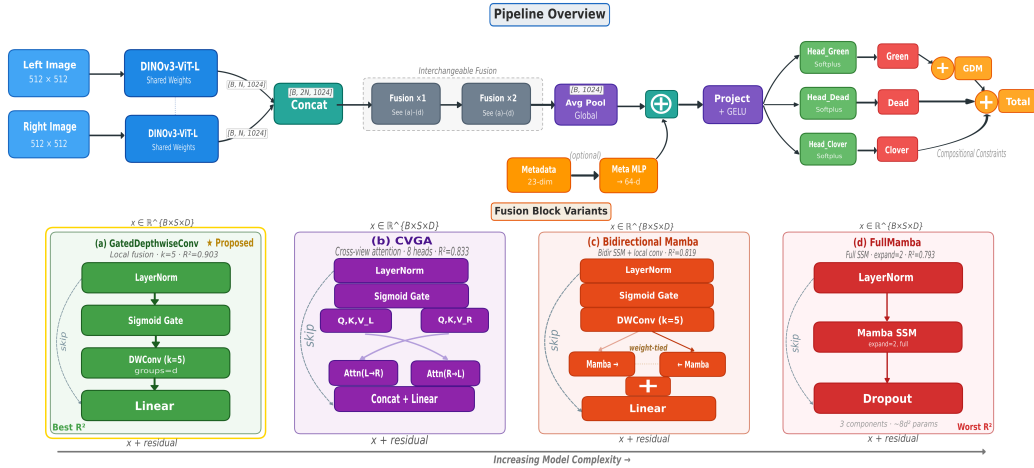 Pipeline Overview
Left Image
512 × 512
Right Image
512 × 512
DINOv3-ViT-L
Shared Weights
DINOv3-ViT-L
Shared Weights
[B, N, 1024]
[B, N, 1024]
[B, 2N, 1024]
Concat
Interchangeable Fusion
Fusion ×1
See (a)–(d)
Fusion ×2
See (a)–(d)
[B, 1024]
Avg Pool
Global
(optional)
Metadata
23-dim
Meta MLP
→ 64-d
Project
+ GELU
Head_Green
Softplus
Head_Dead
Softplus
Head_Clover
Softplus
Green
Dead
Clover
GDM
Total
Compositional Constraints
Fusion Block Variants
x ∈ ℝ^{B×S×D}
(a) GatedDepthwiseConv ★ Proposed
Local fusion · k=5 · R²=0.903
LayerNorm
Sigmoid Gate
DWConv (k=5)
groups=d
Linear
skip
Best R²
x + residual
x ∈ ℝ^{B×S×D}
(b) CVGA
Cross-view attention · 8 heads · R²=0.833
LayerNorm
Sigmoid Gate
Q,K,V_L
Q,K,V_R
Attn(L→R)
Attn(R→L)
Concat + Linear
skip
x + residual
x ∈ ℝ^{B×S×D}
(c) Bidirectional Mamba
Bidir SSM + local conv · R²=0.819
LayerNorm
Sigmoid Gate
DWConv (k=5)
weight-tied
Mamba →
← Mamba
+
Linear
skip
x + residual
x ∈ ℝ^{B×S×D}
(d) FullMamba
Full SSM · expand=2 · R²=0.793
LayerNorm
Mamba SSM
expand=2, full
Dropout
skip
3 components · ~8d² params
Worst R²
x + residual
Increasing Model Complexity →